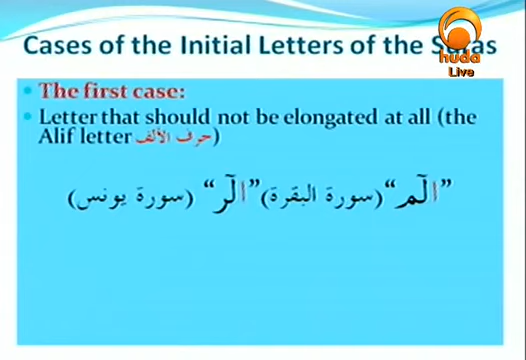 Cases of the Initial Letters of the Suras
huda
Live
The first case:
Letter that should not be elongated at all (the
Alif letter حرف الألف)
"الٓمٓ" (سورة البقرة) "الٓر" (سورة يونس)